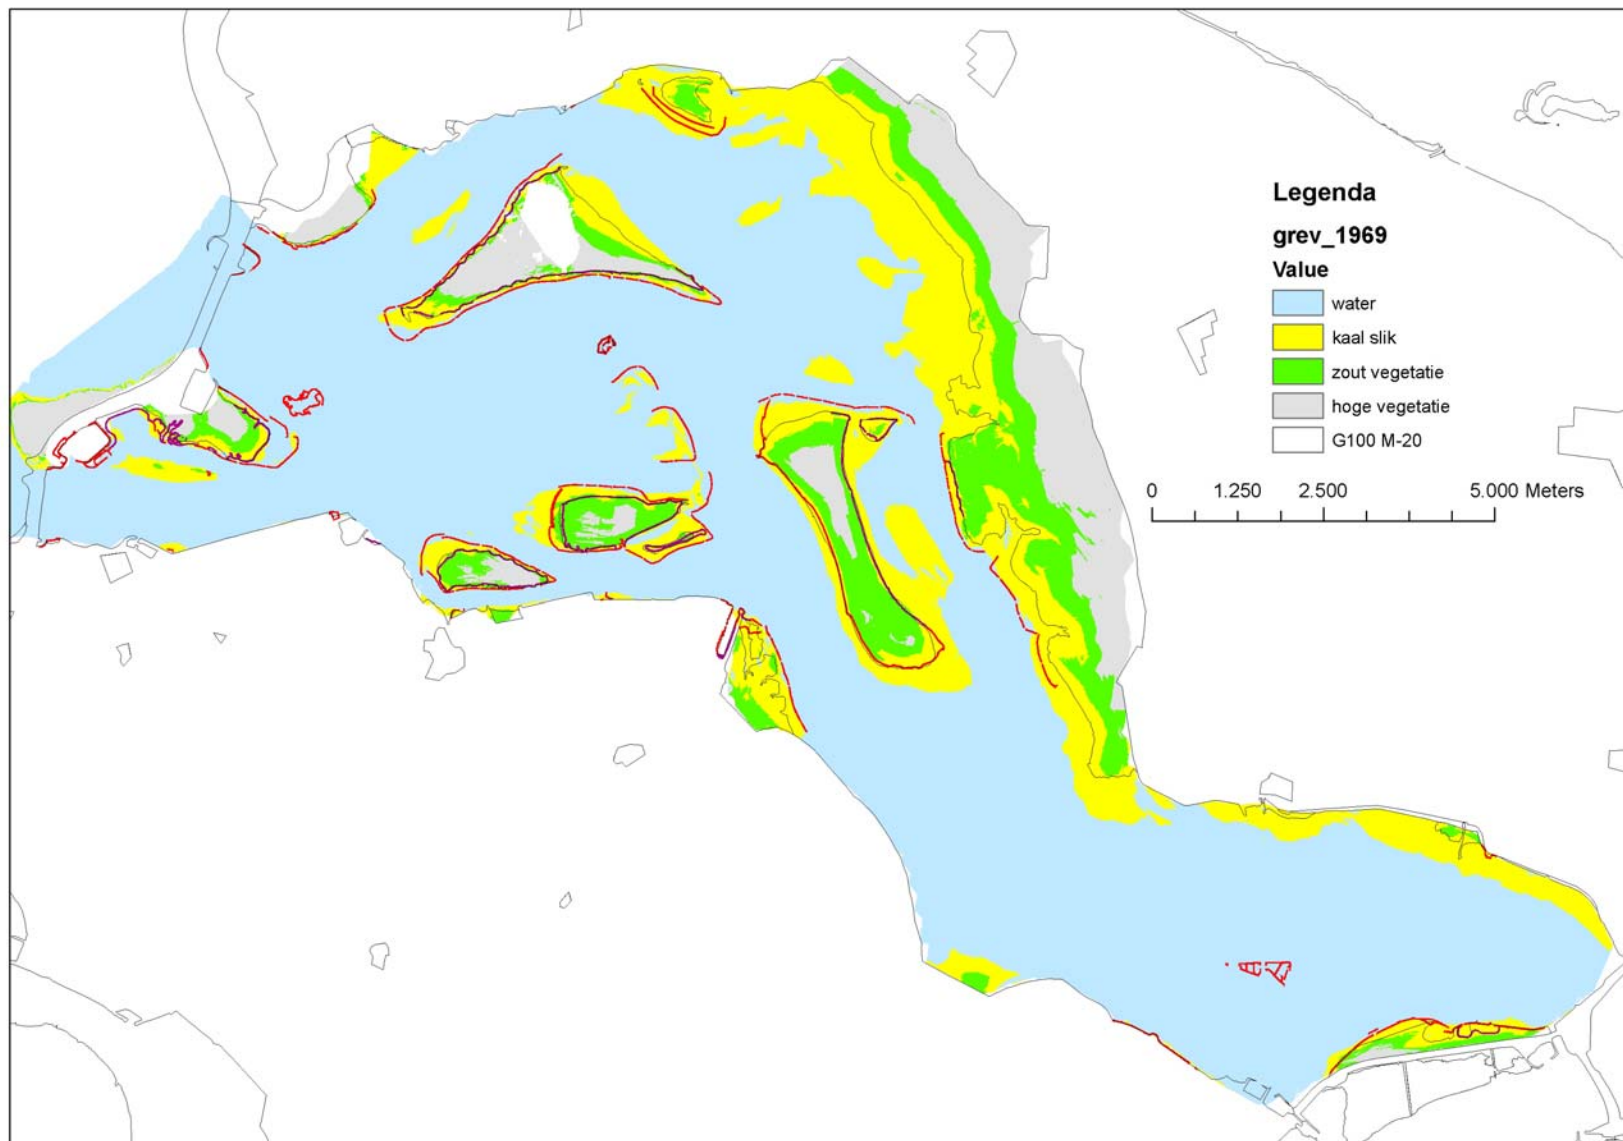 Legenda
grev_1969
Value
water
kaal slik
zout vegetatie
hoge vegetatie
G100 M-20
0 1.250 2.500 5.000 Meters